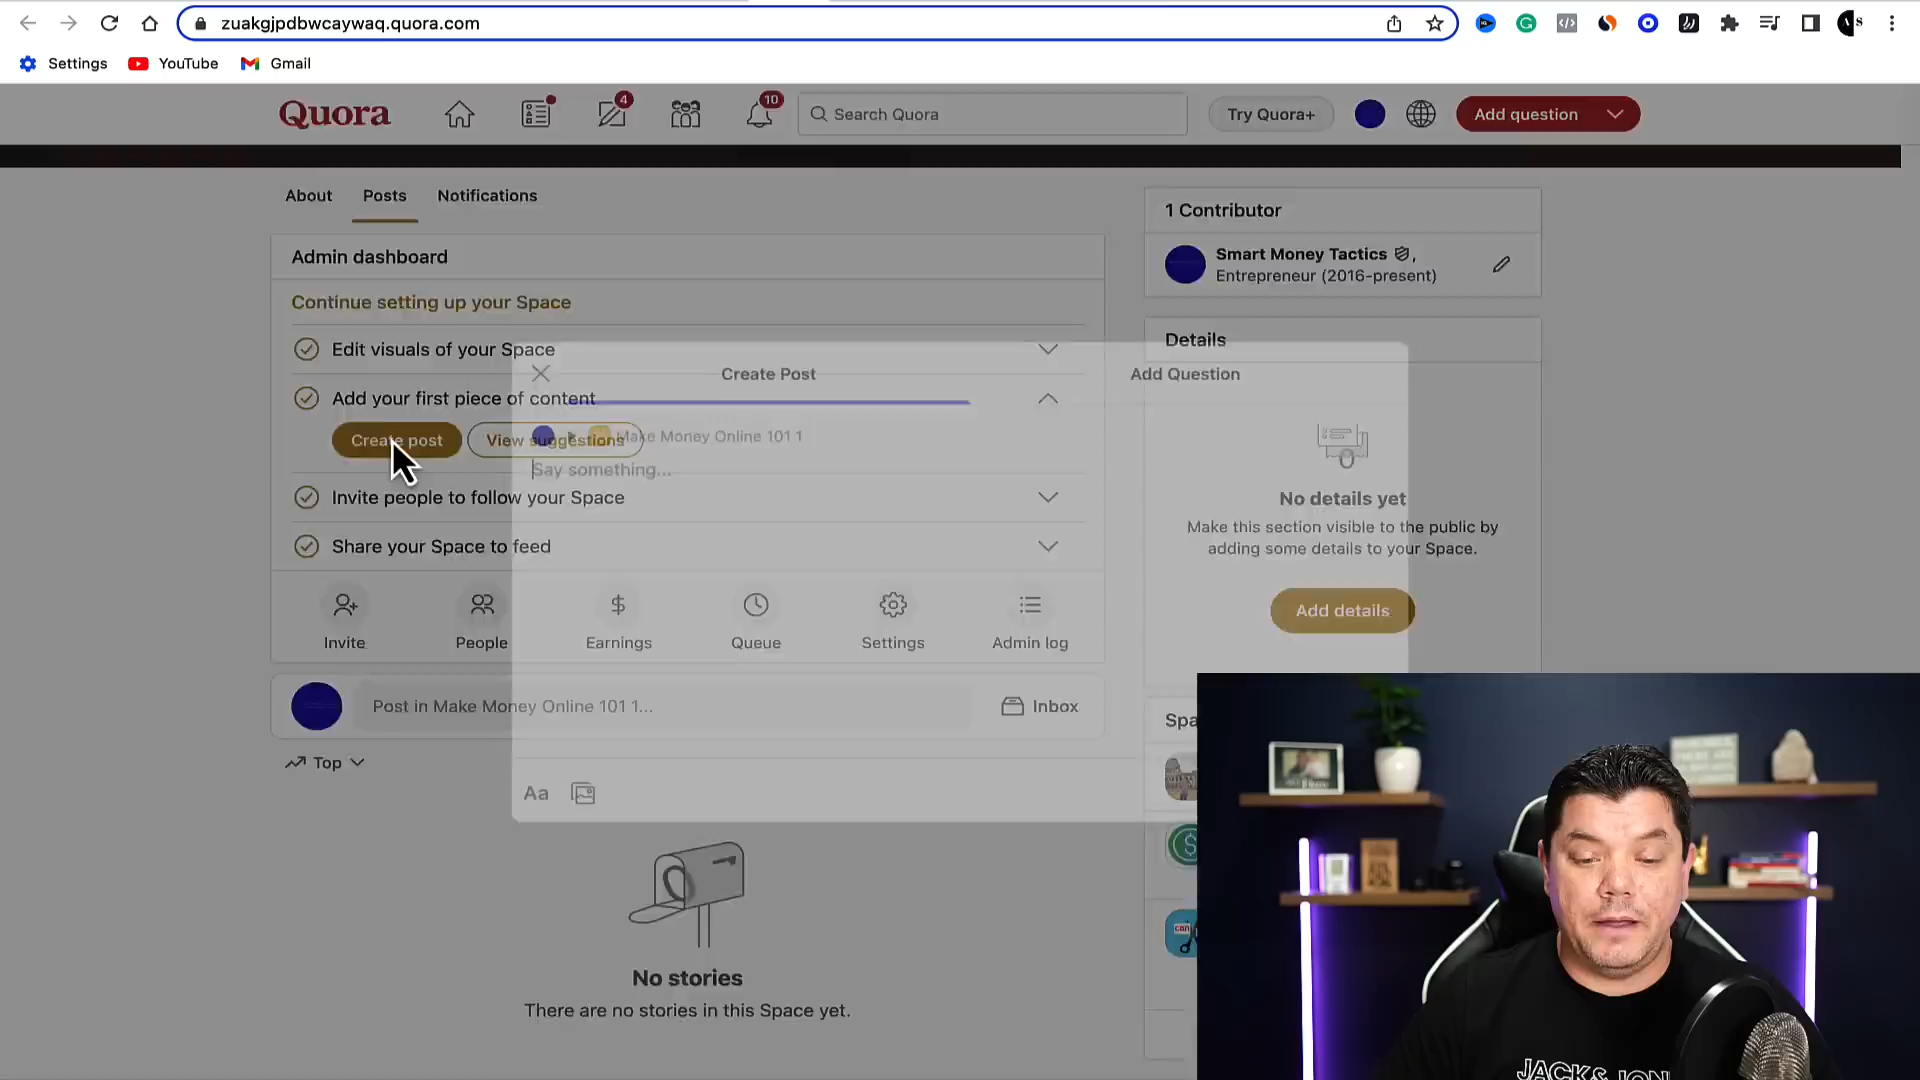 zuakgjpdbwcaywaq.quora.com
Settings YouTube Gmail
Quora 4 10 Search Quora Try Quora+ Add question
About Posts Notifications
Admin dashboard
Continue setting up your Space
Edit visuals of your Space
Add your first piece of content
Create post View suggestions
Invite people to follow your Space
Share your Space to feed
Invite People Earnings Queue Settings Admin log
Post in Make Money Online 101 1... Inbox
Top
No stories
There are no stories in this Space yet.
Create Post Add Question
Make Money Online 101 1
Say something...
Aa
1 Contributor
Smart Money Tactics ,
Entrepreneur (2016-present)
Details
No details yet
Make this section visible to the public by
adding some details to your Space.
Add details
JACK & JON